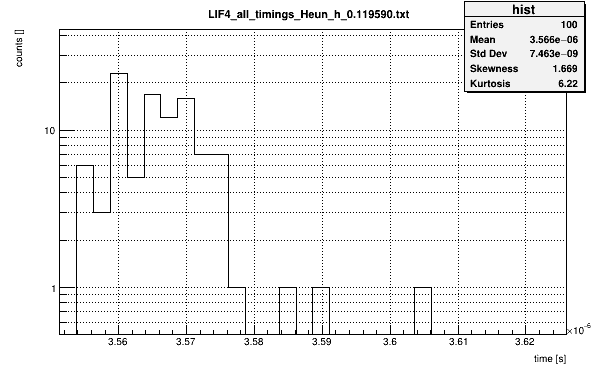 LIF4_all_timings_Heun_h_0.119590.txt
hist
Entries 100
Mean 3.566e−06
Std Dev 7.463e−09
Skewness 1.669
Kurtosis 6.22
counts []
10
1
3.56 3.57 3.58 3.59 3.6 3.61 3.62
×10⁻⁶
time [s]